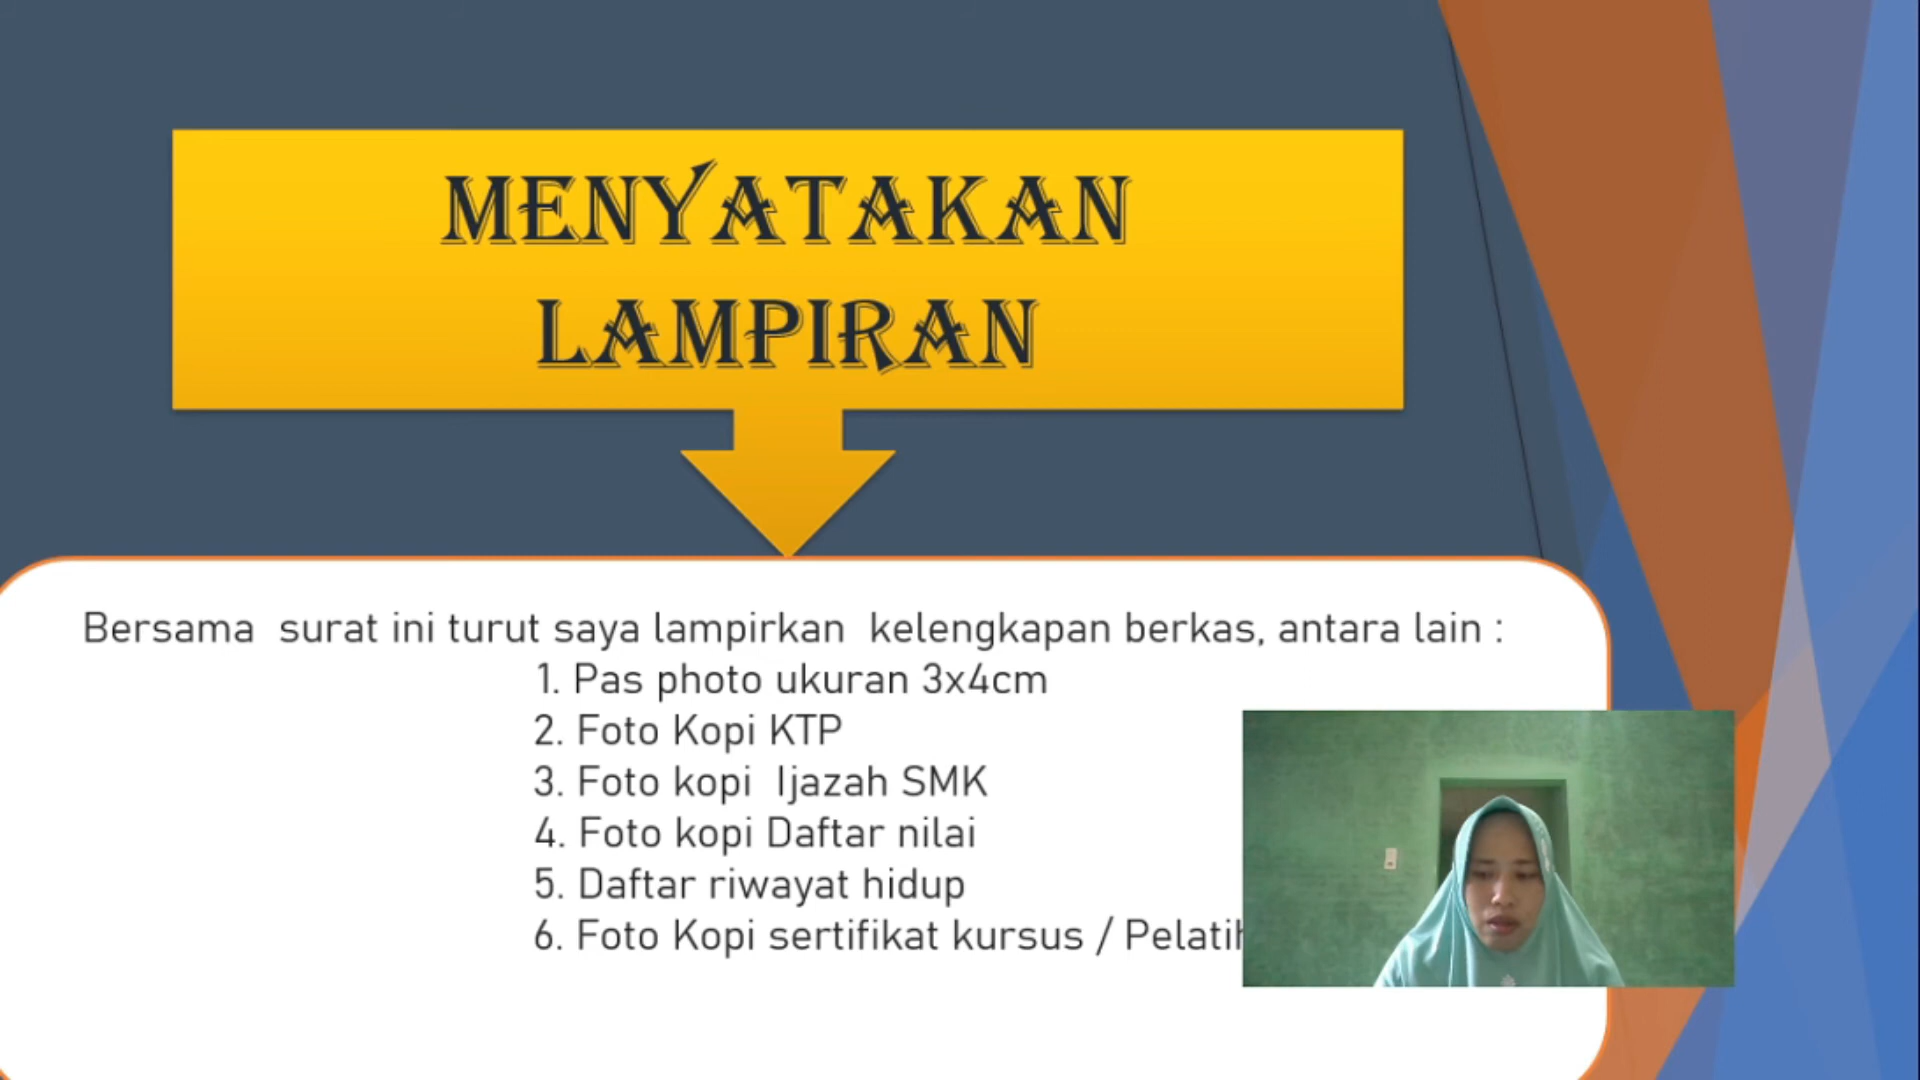 MENYATAKAN
LAMPIRAN
Bersama surat ini turut saya lampirkan kelengkapan berkas, antara lain :
1. Pas photo ukuran 3x4cm
2. Foto Kopi KTP
3. Foto kopi Ijazah SMK
4. Foto kopi Daftar nilai
5. Daftar riwayat hidup
6. Foto Kopi sertifikat kursus /